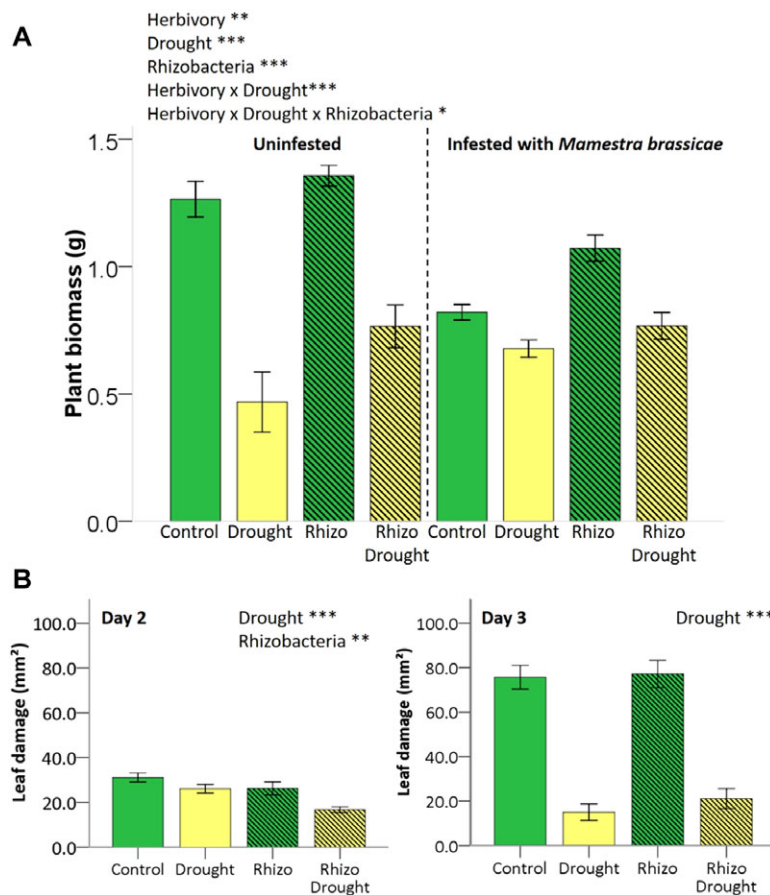 A
Herbivory **
Drought ***
Rhizobacteria ***
Herbivory x Drought***
Herbivory x Drought x Rhizobacteria *
Uninfested
Infested with Mamestra brassicae
Plant biomass (g)
1.5
1.0
0.5
0.0
Control Drought Rhizo Rhizo Drought Control Drought Rhizo Rhizo Drought
B
Day 2
Drought ***
Rhizobacteria **
Leaf damage (mm²)
100.0
80.0
60.0
40.0
20.0
0.0
Control Drought Rhizo Rhizo Drought
Day 3
Drought ***
Leaf damage (mm²)
100.0
80.0
60.0
40.0
20.0
0.0
Control Drought Rhizo Rhizo Drought